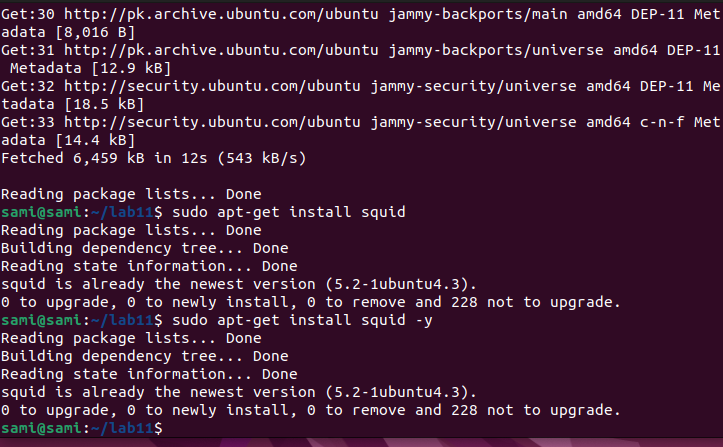 Get:30 http://pk.archive.ubuntu.com/ubuntu jammy-backports/main amd64 DEP-11 Met
adata [8,016 B]
Get:31 http://pk.archive.ubuntu.com/ubuntu jammy-backports/universe amd64 DEP-11
 Metadata [12.9 kB]
Get:32 http://security.ubuntu.com/ubuntu jammy-security/universe amd64 DEP-11 Me
tadata [18.5 kB]
Get:33 http://security.ubuntu.com/ubuntu jammy-security/universe amd64 c-n-f Met
adata [14.4 kB]
Fetched 6,459 kB in 12s (543 kB/s)
Reading package lists... Done
sami@sami:~/lab11$ sudo apt-get install squid
Reading package lists... Done
Building dependency tree... Done
Reading state information... Done
squid is already the newest version (5.2-1ubuntu4.3).
0 to upgrade, 0 to newly install, 0 to remove and 228 not to upgrade.
sami@sami:~/lab11$ sudo apt-get install squid -y
Reading package lists... Done
Building dependency tree... Done
Reading state information... Done
squid is already the newest version (5.2-1ubuntu4.3).
0 to upgrade, 0 to newly install, 0 to remove and 228 not to upgrade.
sami@sami:~/lab11$